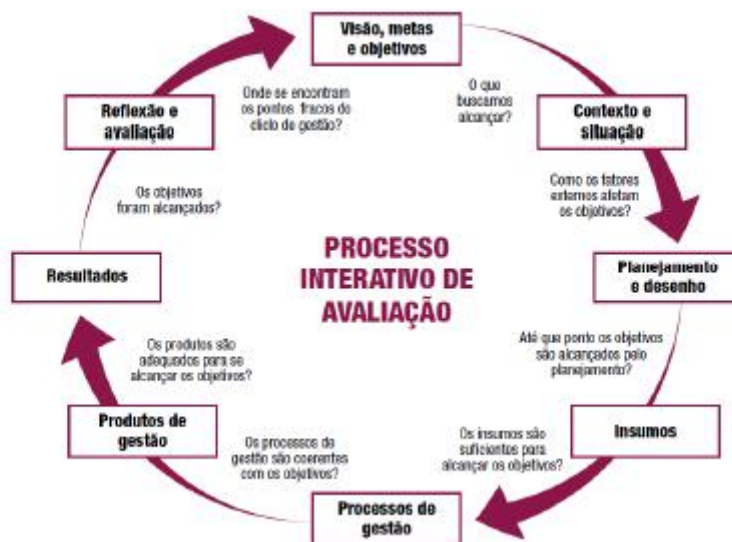 Visão, metas
e objetivos
O que
buscamos
alcançar?
Contexto e
situação
Como os fatores
externos afetam
os objetivos?
Planejamento
e desenho
Até que ponto os objetivos
são alcançados pelo
planejamento?
Insumos
Os insumos são
suficientes para
alcançar os objetivos?
Processos de
gestão
Os processos de
gestão são coerentes
com os objetivos?
Produtos de
gestão
Os produtos são
adequados para se
alcançar os objetivos?
Resultados
Os objetivos
foram alcançados?
Reflexão e
avaliação
Onde se encontram
os pontos fracos do
ciclo de gestão?
PROCESSO
INTERATIVO DE
AVALIAÇÃO